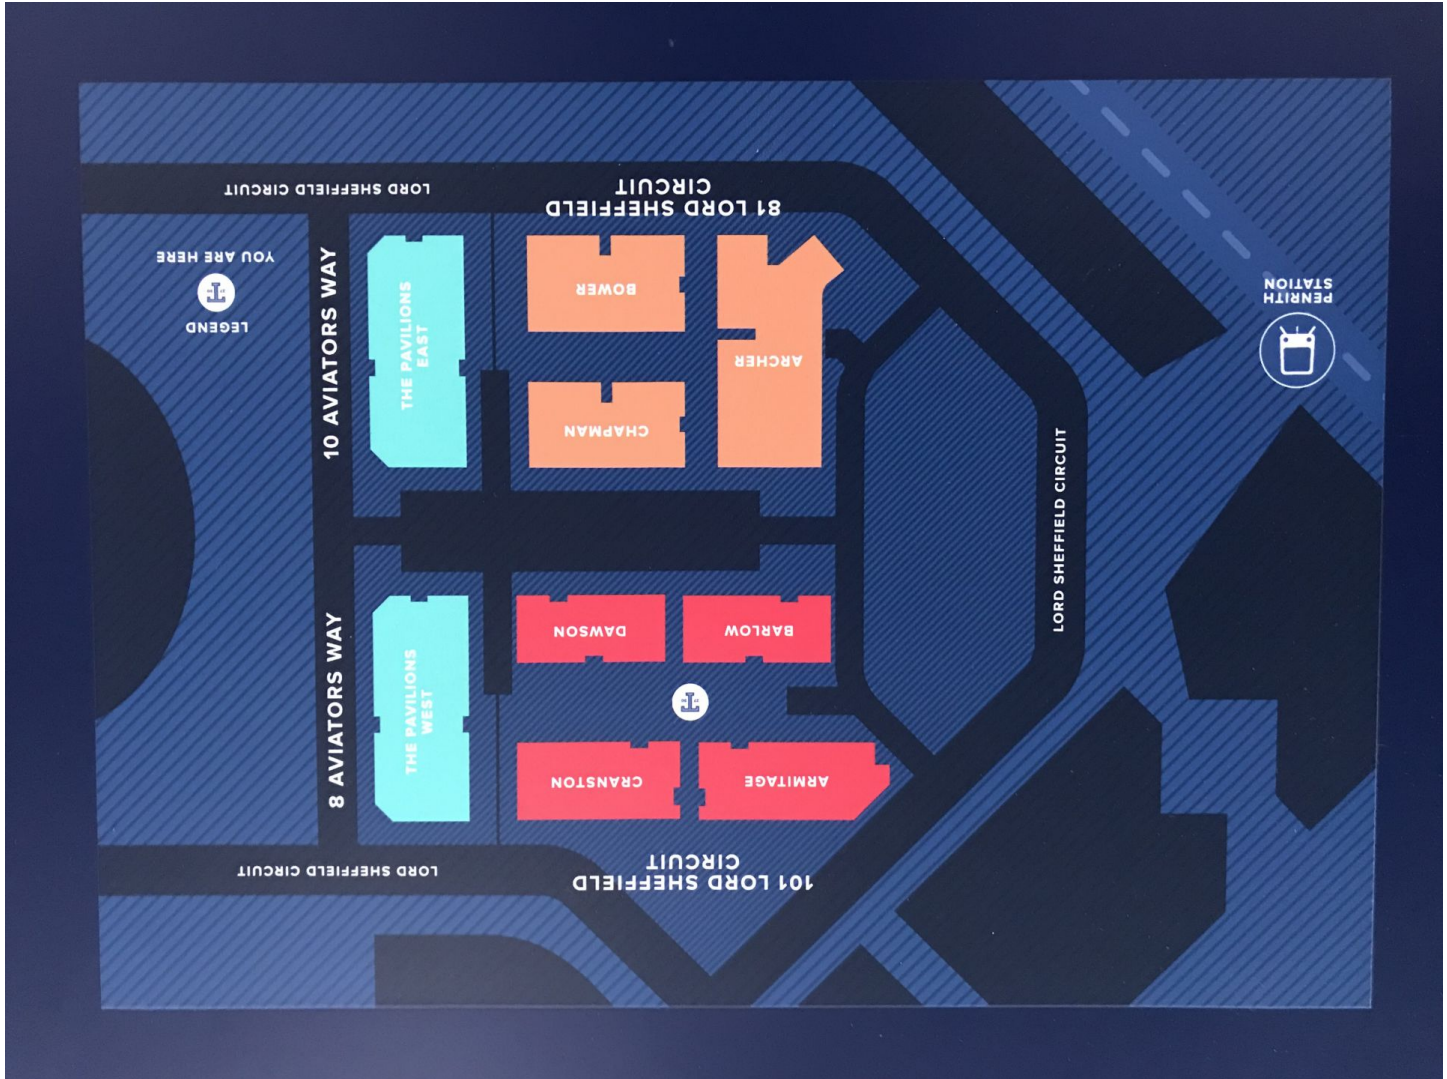 101 LORD SHEFFIELD
CIRCUIT
LORD SHEFFIELD CIRCUIT
8 AVIATORS WAY
ARMITAGE
CRANSTON
THE PAVILIONS
WEST
BARLOW
DAWSON
LORD SHEFFIELD CIRCUIT
CHAPMAN
ARCHER
BOWER
THE PAVILIONS
EAST
10 AVIATORS WAY
PENRITH
STATION
LEGEND
YOU ARE HERE
81 LORD SHEFFIELD
CIRCUIT
LORD SHEFFIELD CIRCUIT